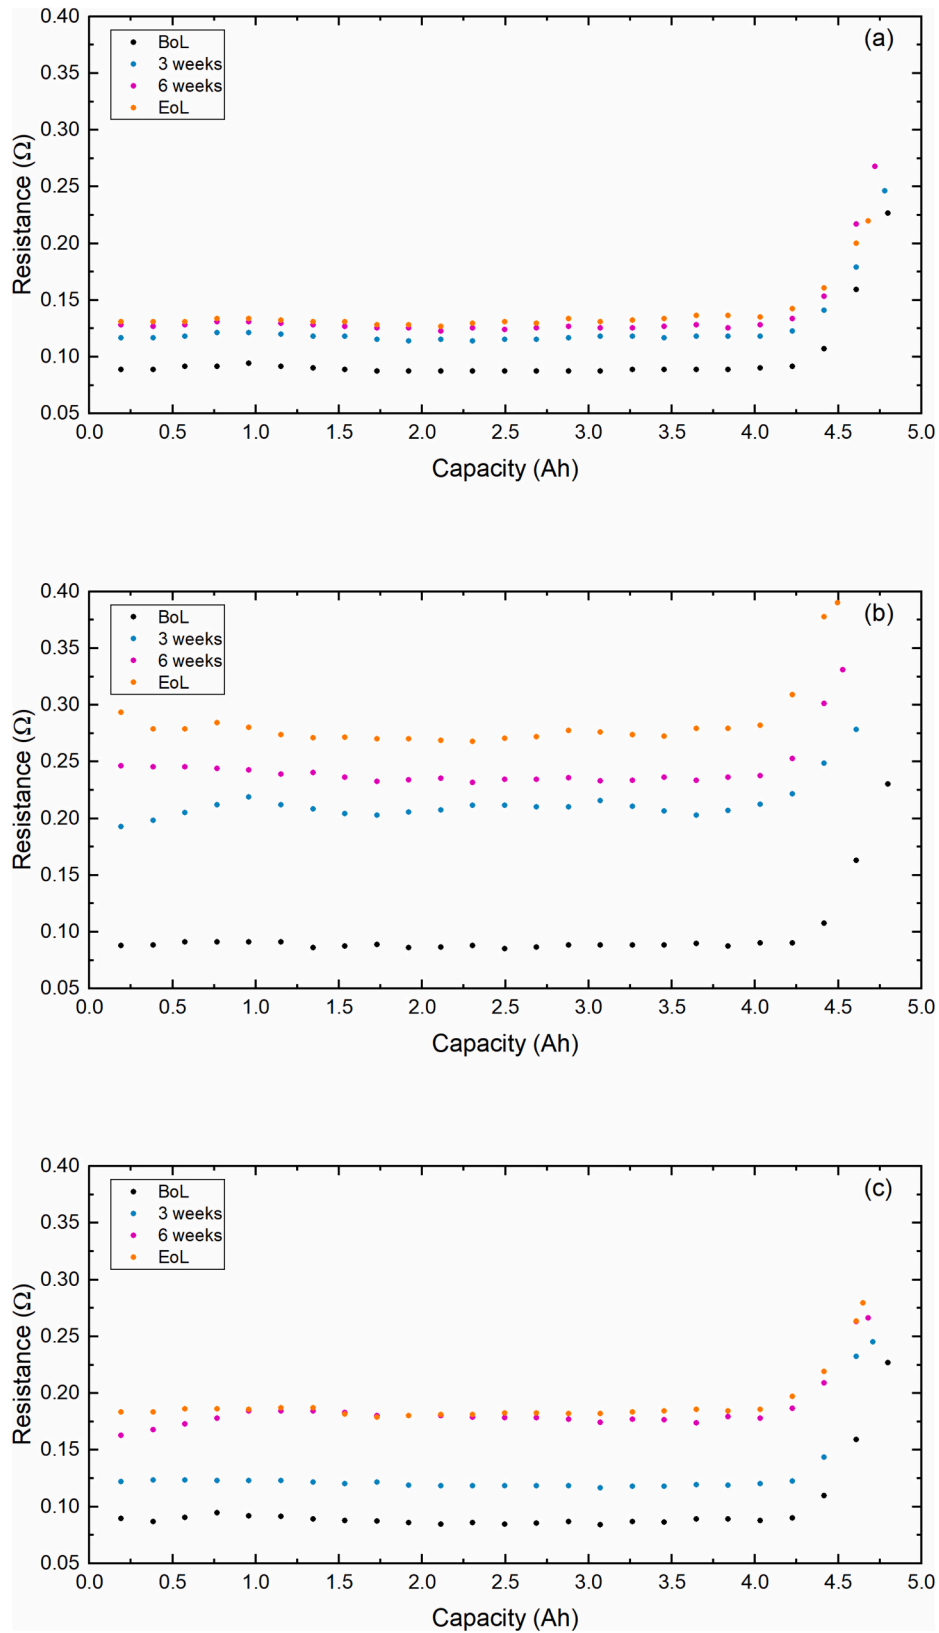 (a)
BoL
3 weeks
6 weeks
EoL
0.40
0.35
0.30
0.25
0.20
0.15
0.10
0.05
Resistance (Ω)
0.0 0.5 1.0 1.5 2.0 2.5 3.0 3.5 4.0 4.5 5.0
Capacity (Ah)
(b)
BoL
3 weeks
6 weeks
EoL
0.40
0.35
0.30
0.25
0.20
0.15
0.10
0.05
Resistance (Ω)
0.0 0.5 1.0 1.5 2.0 2.5 3.0 3.5 4.0 4.5 5.0
Capacity (Ah)
(c)
BoL
3 weeks
6 weeks
EoL
0.40
0.35
0.30
0.25
0.20
0.15
0.10
0.05
Resistance (Ω)
0.0 0.5 1.0 1.5 2.0 2.5 3.0 3.5 4.0 4.5 5.0
Capacity (Ah)